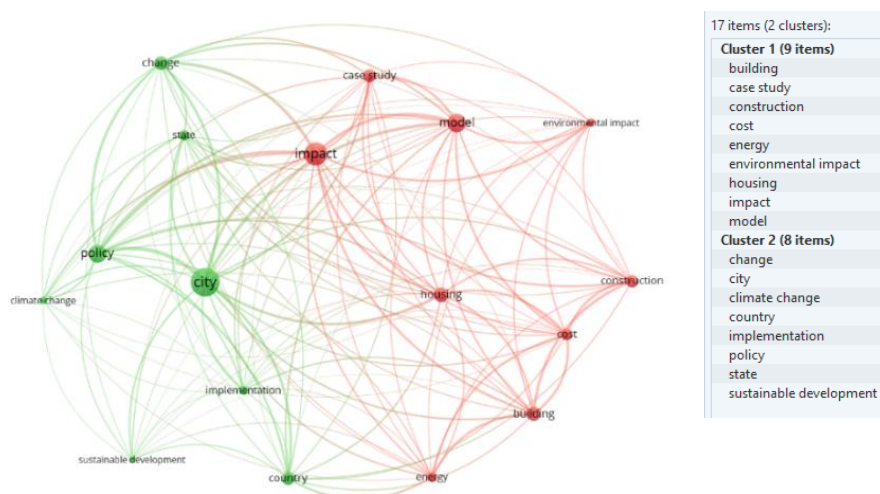 change
case study
model
environmental impact
state
impact
policy
city
climate change
housing
construction
cost
implementation
building
sustainable development
country
energy
17 items (2 clusters):
Cluster 1 (9 items)
building
case study
construction
cost
energy
environmental impact
housing
impact
model
Cluster 2 (8 items)
change
city
climate change
country
implementation
policy
state
sustainable development